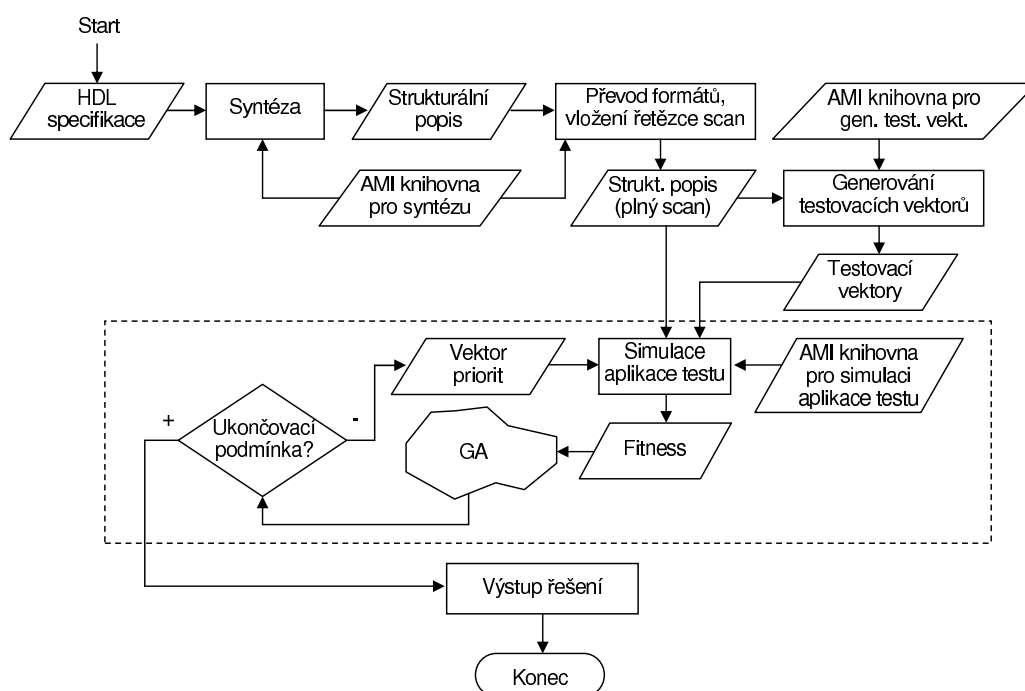 Start
HDL
specifikace
Syntéza
Strukturální
popis
Převod formátů,
vložení řetězce scan
AMI knihovna pro
gen. test. vekt.
AMI knihovna
pro syntézu
Strukt. popis
(plný scan)
Generování
testovacích vektorů
Testovací
vektory
Vektor
priorit
Simulace
aplikace testu
AMI knihovna
pro simulaci
aplikace testu
+
Ukončovací
podmínka?
-
GA
Fitness
Výstup řešení
Konec